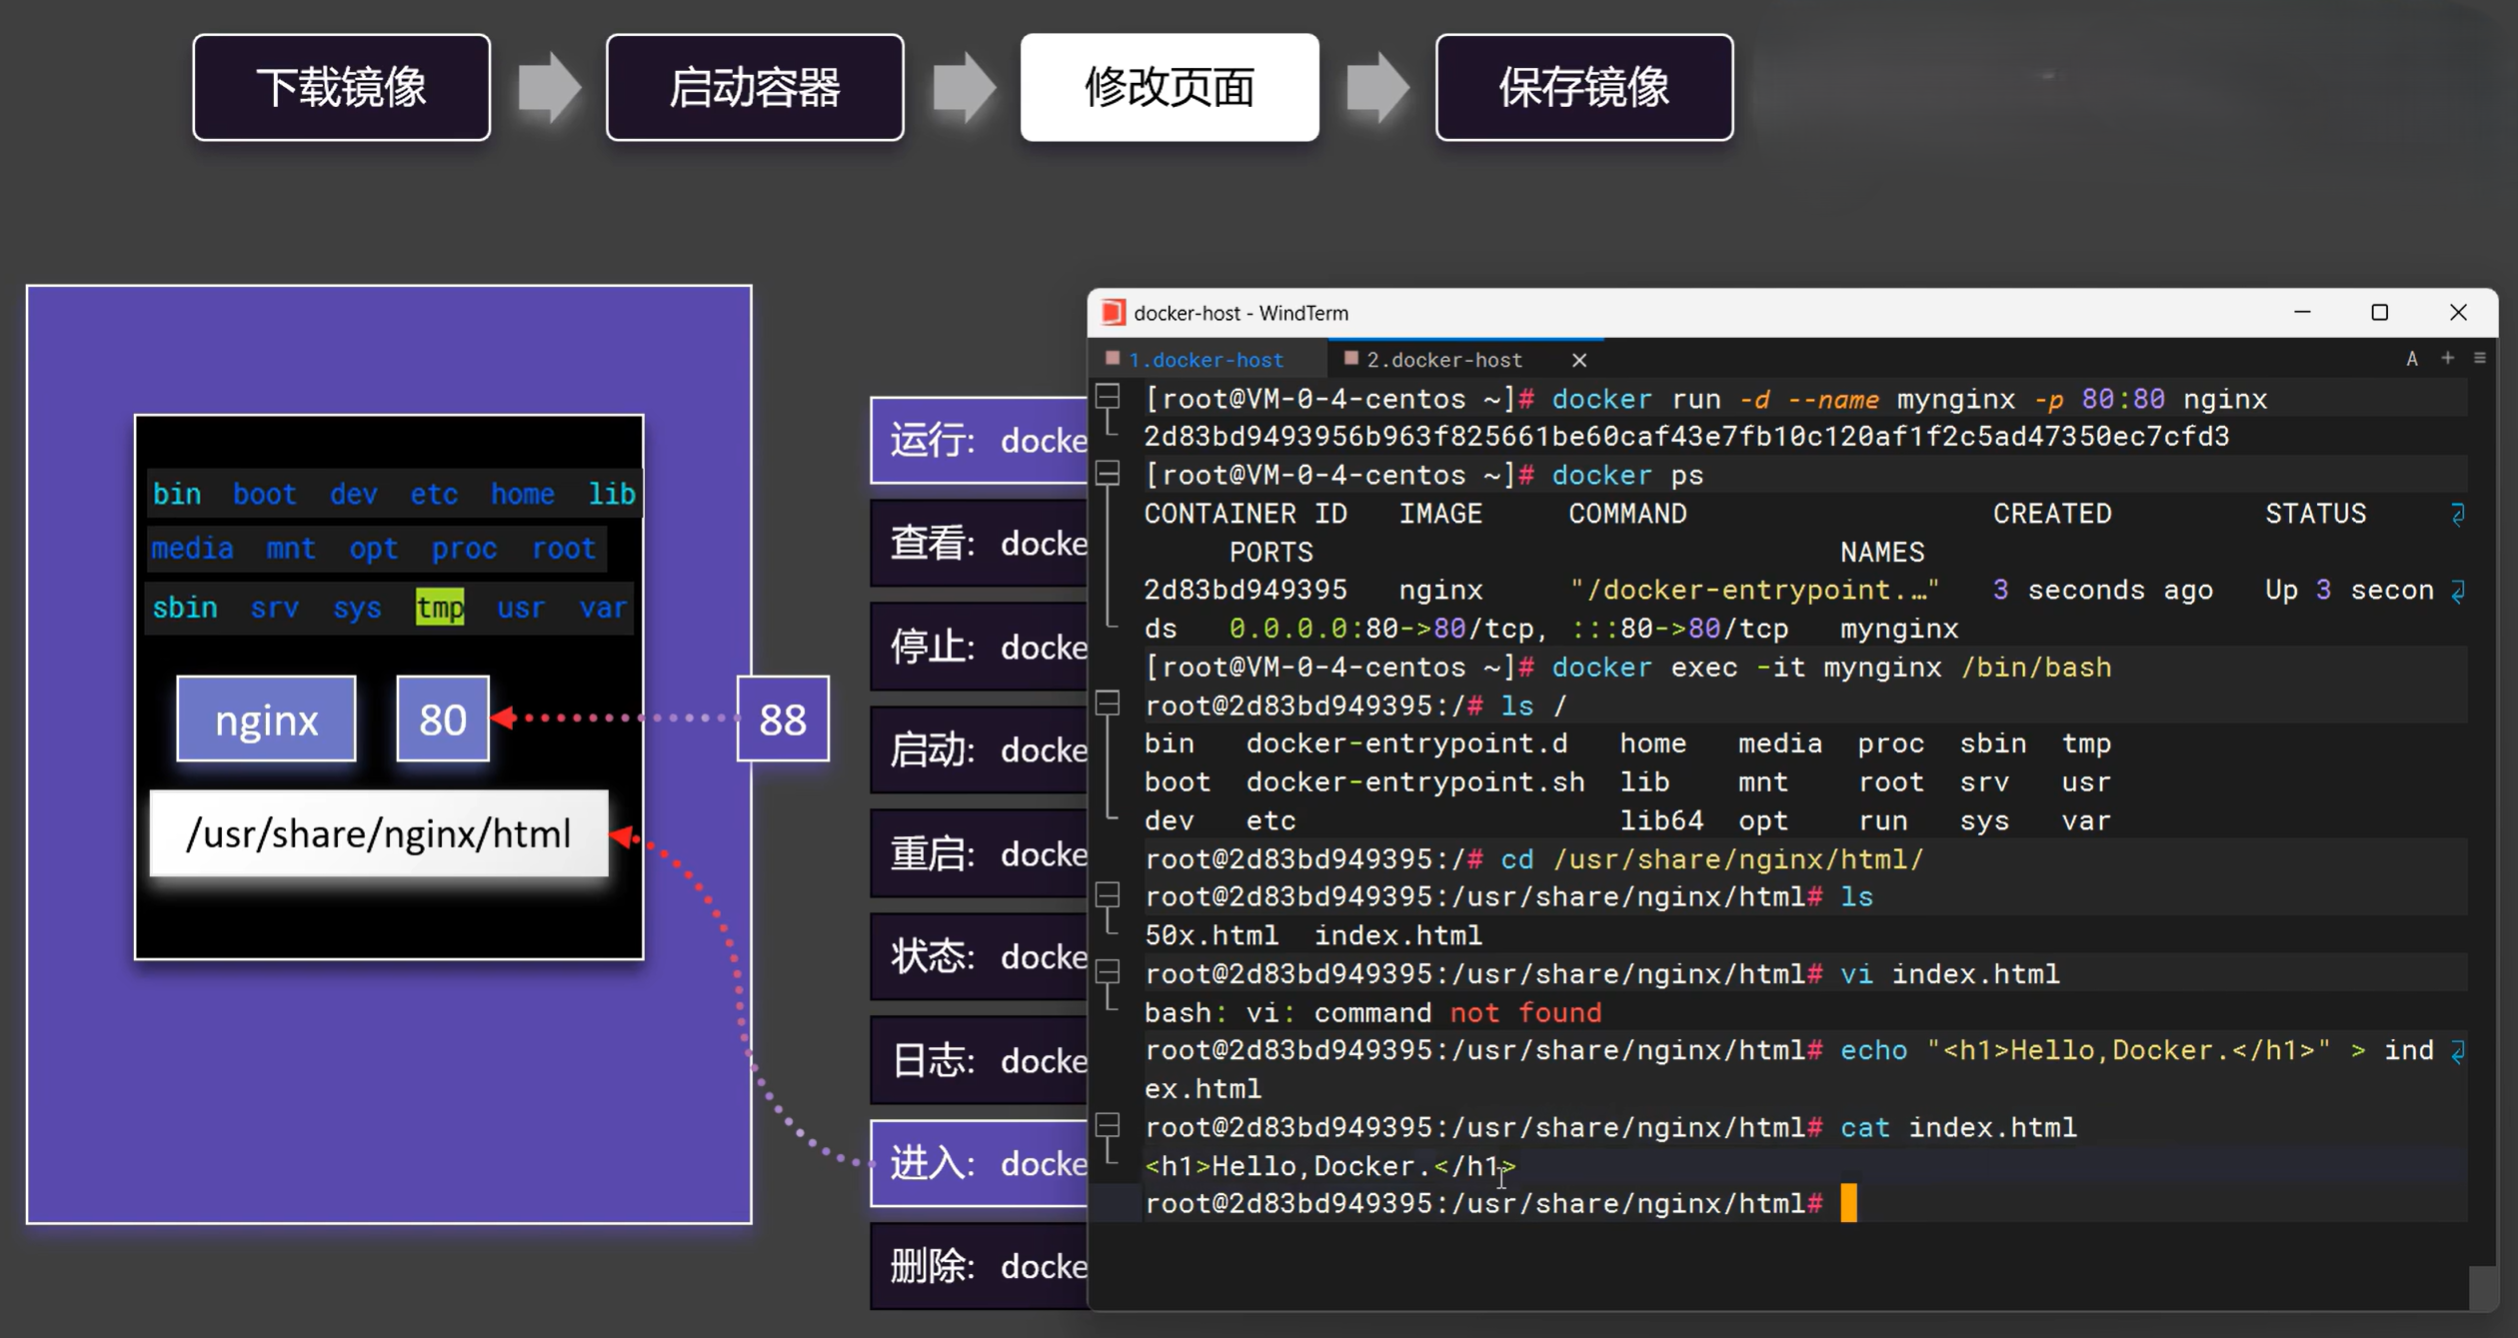 下载镜像
启动容器
修改页面
保存镜像
bin boot dev etc home lib
media mnt opt proc root
sbin srv sys tmp usr var
nginx
80
88
/usr/share/nginx/html
运行: docke
查看: docke
停止: docke
启动: docke
重启: docke
状态: docke
日志: docke
进入: docke
删除: docke
docker-host - WindTerm
1.docker-host
2.docker-host
A
[root@VM-0-4-centos ~]# docker run -d --name mynginx -p 80:80 nginx
2d83bd9493956b963f825661be60caf43e7fb10c120af1f2c5ad47350ec7cfd3
[root@VM-0-4-centos ~]# docker ps
CONTAINER ID IMAGE COMMAND CREATED STATUS
PORTS NAMES
2d83bd949395 nginx "/docker-entrypoint.…" 3 seconds ago Up 3 secon
ds 0.0.0.0:80->80/tcp, :::80->80/tcp mynginx
[root@VM-0-4-centos ~]# docker exec -it mynginx /bin/bash
root@2d83bd949395:/# ls /
bin docker-entrypoint.d home media proc sbin tmp
boot docker-entrypoint.sh lib mnt root srv usr
dev etc lib64 opt run sys var
root@2d83bd949395:/# cd /usr/share/nginx/html/
root@2d83bd949395:/usr/share/nginx/html# ls
50x.html index.html
root@2d83bd949395:/usr/share/nginx/html# vi index.html
bash: vi: command not found
root@2d83bd949395:/usr/share/nginx/html# echo "<h1>Hello,Docker.</h1>" > ind
ex.html
root@2d83bd949395:/usr/share/nginx/html# cat index.html
<h1>Hello,Docker.</h1>
root@2d83bd949395:/usr/share/nginx/html#